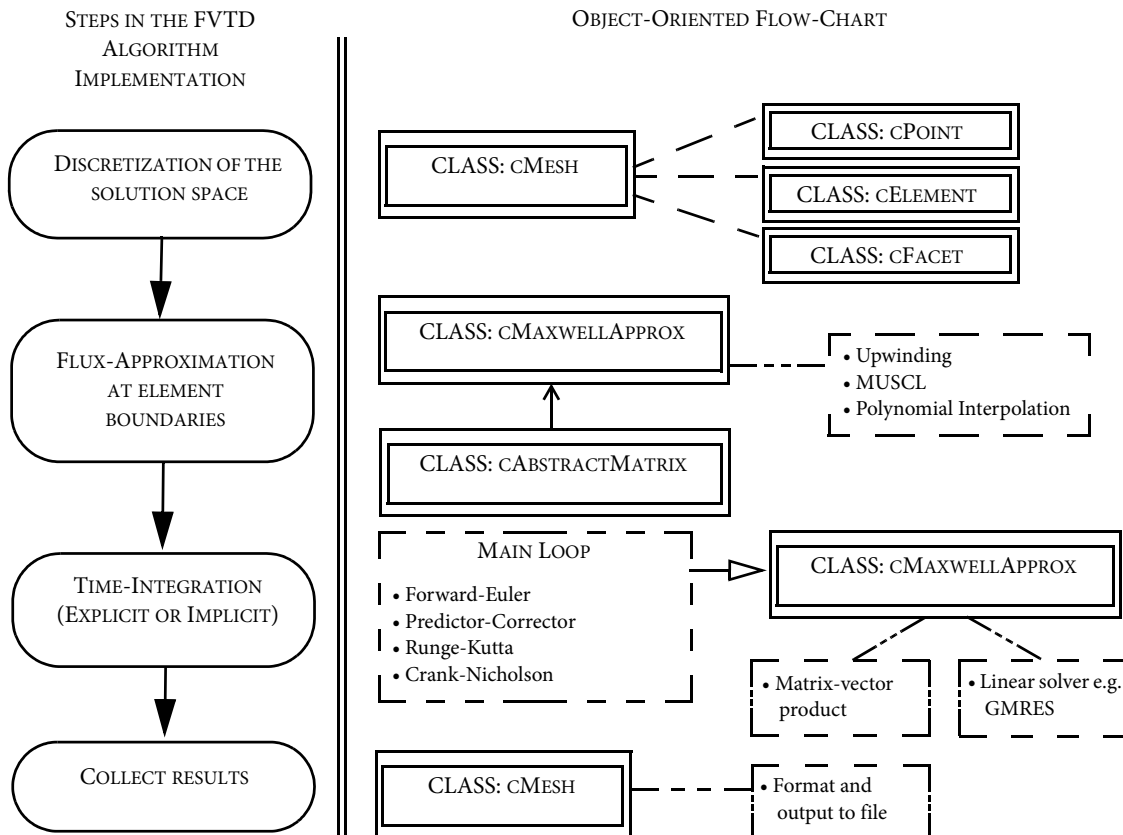 STEPS IN THE FVTD
ALGORITHM
IMPLEMENTATION
DISCRETIZATION OF THE
SOLUTION SPACE
FLUX-APPROXIMATION
AT ELEMENT
BOUNDARIES
TIME-INTEGRATION
(EXPLICIT OR IMPLICIT)
COLLECT RESULTS
OBJECT-ORIENTED FLOW-CHART
CLASS: CMESH
CLASS: CPOINT
CLASS: CELEMENT
CLASS: CFACET
CLASS: CMAXWELLAPPROX
• Upwinding
• MUSCL
• Polynomial Interpolation
CLASS: CABSTRACTMATRIX
MAIN LOOP
• Forward-Euler
• Predictor-Corrector
• Runge-Kutta
• Crank-Nicholson
CLASS: CMAXWELLAPPROX
• Matrix-vector
product
• Linear solver e.g.
GMRES
CLASS: CMESH
• Format and
output to file